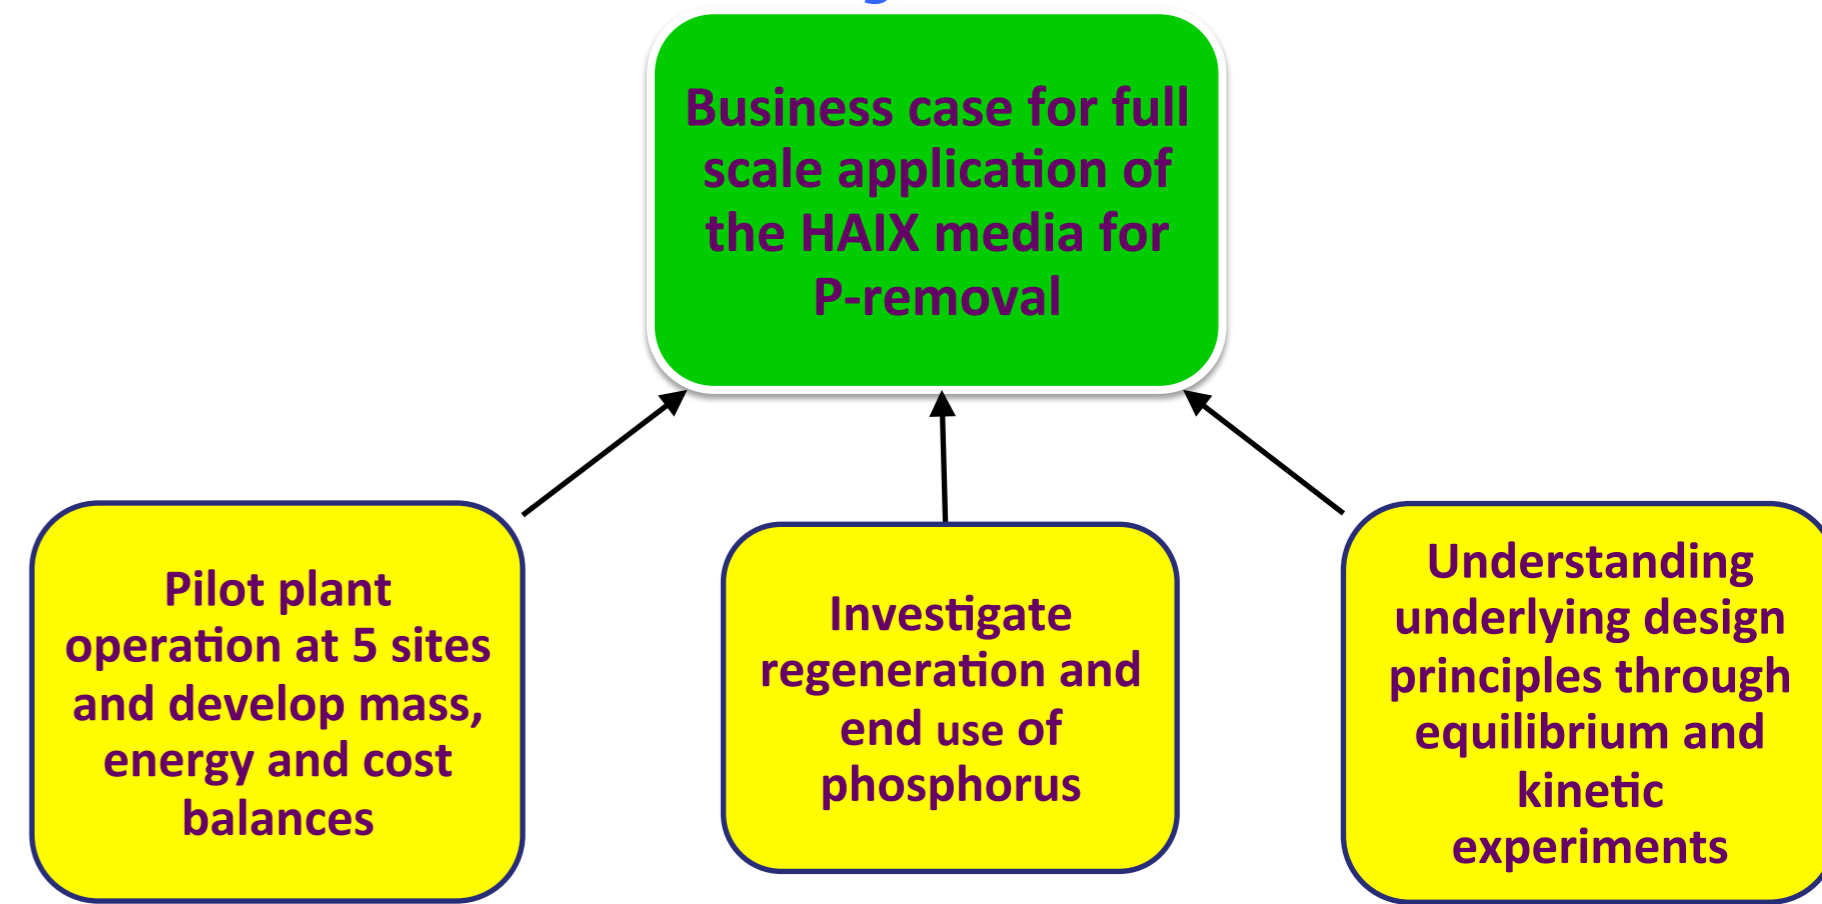 Business case for full
scale application of
the HAIX media for
P-removal
Pilot plant
operation at 5 sites
and develop mass,
energy and cost
balances
Investigate
regeneration and
end use of
phosphorus
Understanding
underlying design
principles through
equilibrium and
kinetic
experiments